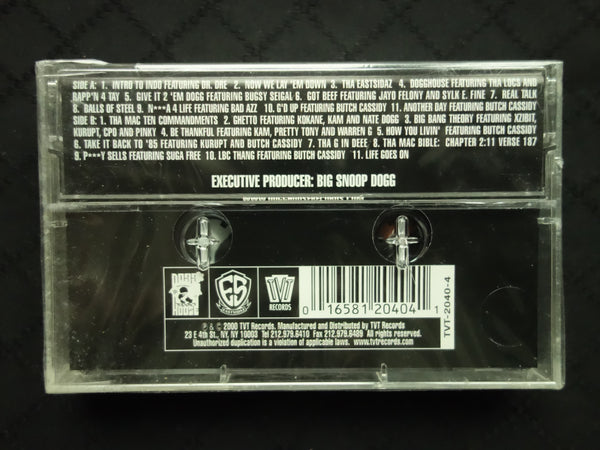 SIDE A: 1. INTRO TO INDO FEATURING DR. DRE 2. NOW WE LAY 'EM DOWN 3. THA EASTSIDAZ 4. DOGGHOUSE FEATURING THA LOCS AND
RAPP'N 4 TAY 5. GIVE IT 2 'EM DOGG FEATURING BUGSY SEIGAL 6. GOT BEEF FEATURING JAYO FELONY AND SYLK E. FINE 7. REAL TALK
8. BALLS OF STEEL 9. N***A 4 LIFE FEATURING BAD AZZ 10. G'D UP FEATURING BUTCH CASSIDY 11. ANOTHER DAY FEATURING BUTCH CASSIDY
SIDE B: 1. THA MAC TEN COMMANDMENTS 2. GHETTO FEATURING KOKANE, KAM AND NATE DOGG 3. BIG BANG THEORY FEATURING XZIBIT,
KURUPT, CPO AND PINKY 4. BE THANKFUL FEATURING KAM, PRETTY TONY AND WARREN G 5. HOW YOU LIVIN' FEATURING BUTCH CASSIDY
6. TAKE IT BACK TO '85 FEATURING KURUPT AND BUTCH CASSIDY 7. THA G IN DEEE 8. THA MAC BIBLE: CHAPTER 2:11 VERSE 187
9. P***Y SELLS FEATURING SUGA FREE 10. LBC THANG FEATURING BUTCH CASSIDY 11. LIFE GOES ON
EXECUTIVE PRODUCER: BIG SNOOP DOGG
DOGG HOUSE
ES
TVT RECORDS
0 16581 20404
TVT-2040-4
℗ & © 2000 TVT Records. Manufactured and Distributed by TVT Records
23 E 4th St., NY, NY 10003 Tel 212.979.6410 Fax 212.979.6489 All rights reserved.
Unauthorized duplication is a violation of applicable laws. www.tvtrecords.com